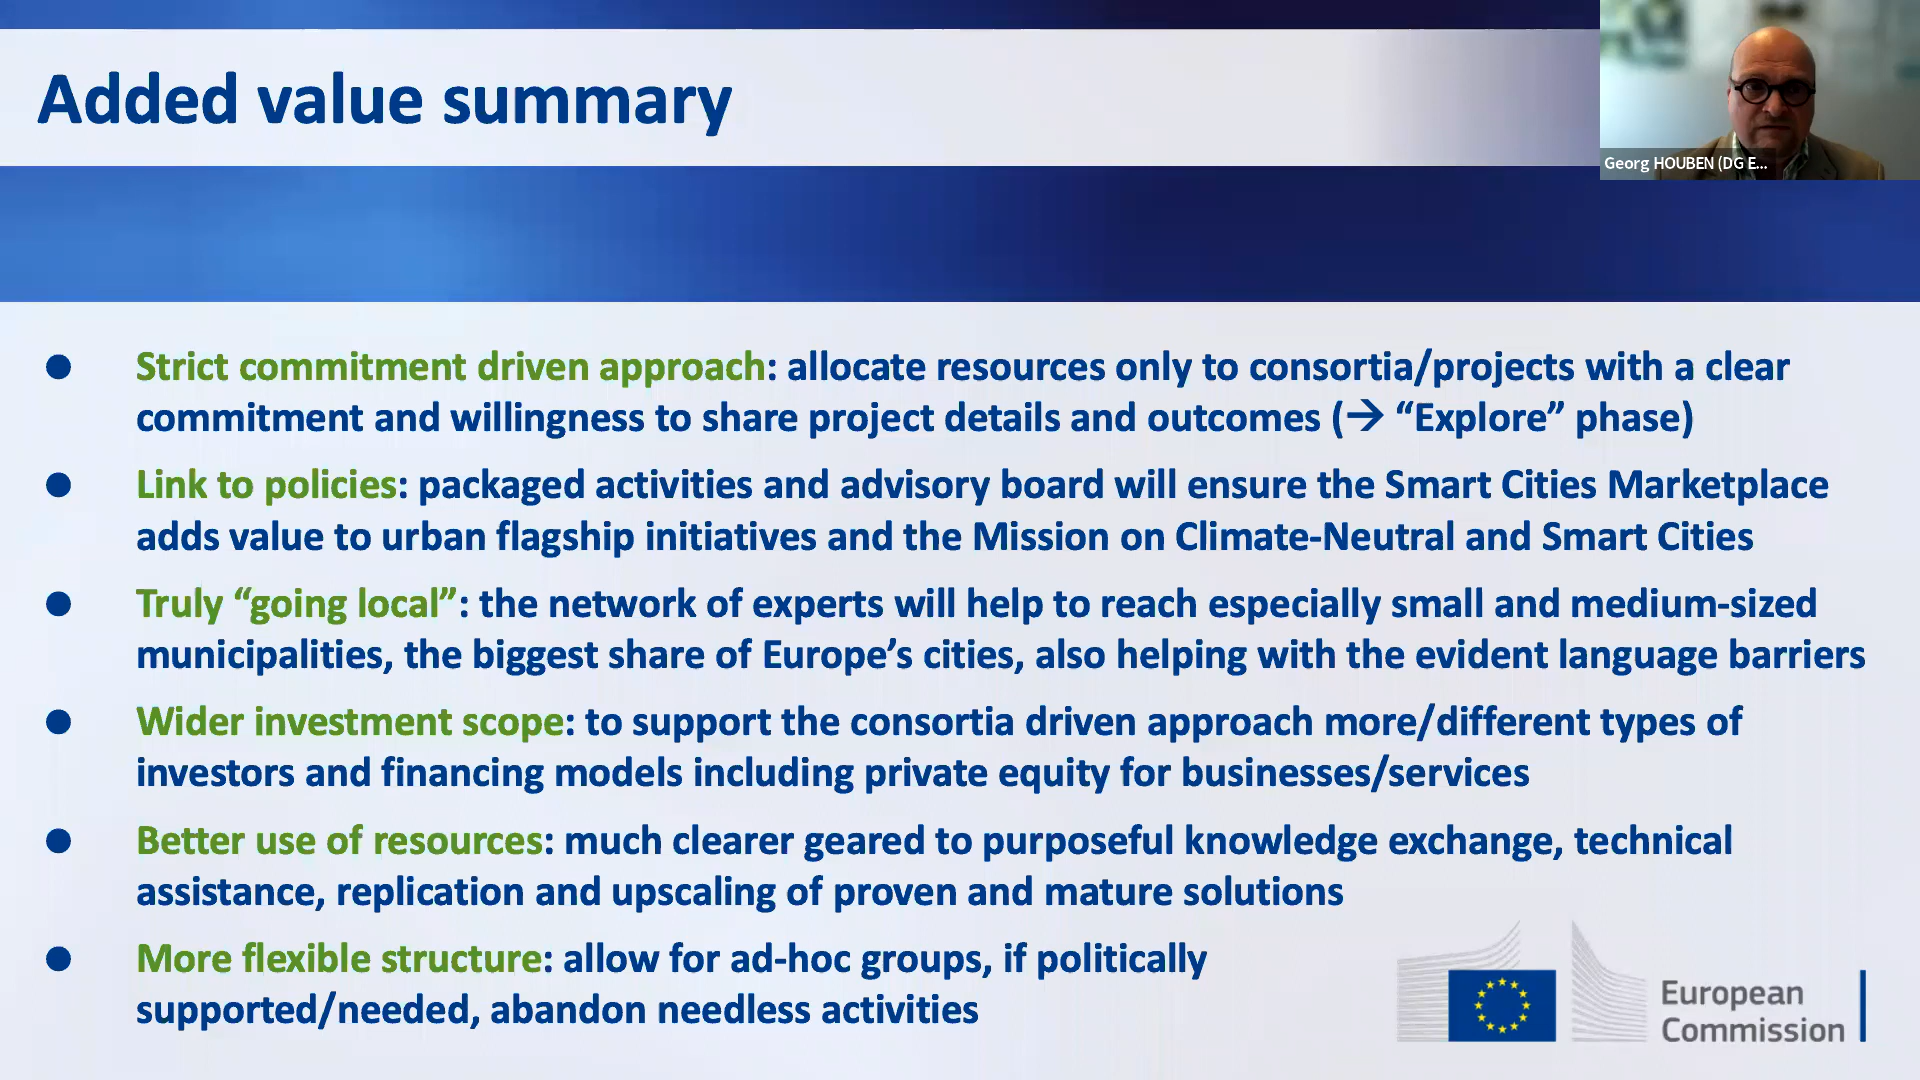 Added value summary
Georg HOUBEN (DG E...
● Strict commitment driven approach: allocate resources only to consortia/projects with a clear
commitment and willingness to share project details and outcomes (→ “Explore” phase)
● Link to policies: packaged activities and advisory board will ensure the Smart Cities Marketplace
adds value to urban flagship initiatives and the Mission on Climate-Neutral and Smart Cities
● Truly “going local”: the network of experts will help to reach especially small and medium-sized
municipalities, the biggest share of Europe’s cities, also helping with the evident language barriers
● Wider investment scope: to support the consortia driven approach more/different types of
investors and financing models including private equity for businesses/services
● Better use of resources: much clearer geared to purposeful knowledge exchange, technical
assistance, replication and upscaling of proven and mature solutions
● More flexible structure: allow for ad-hoc groups, if politically
supported/needed, abandon needless activities
European
Commission